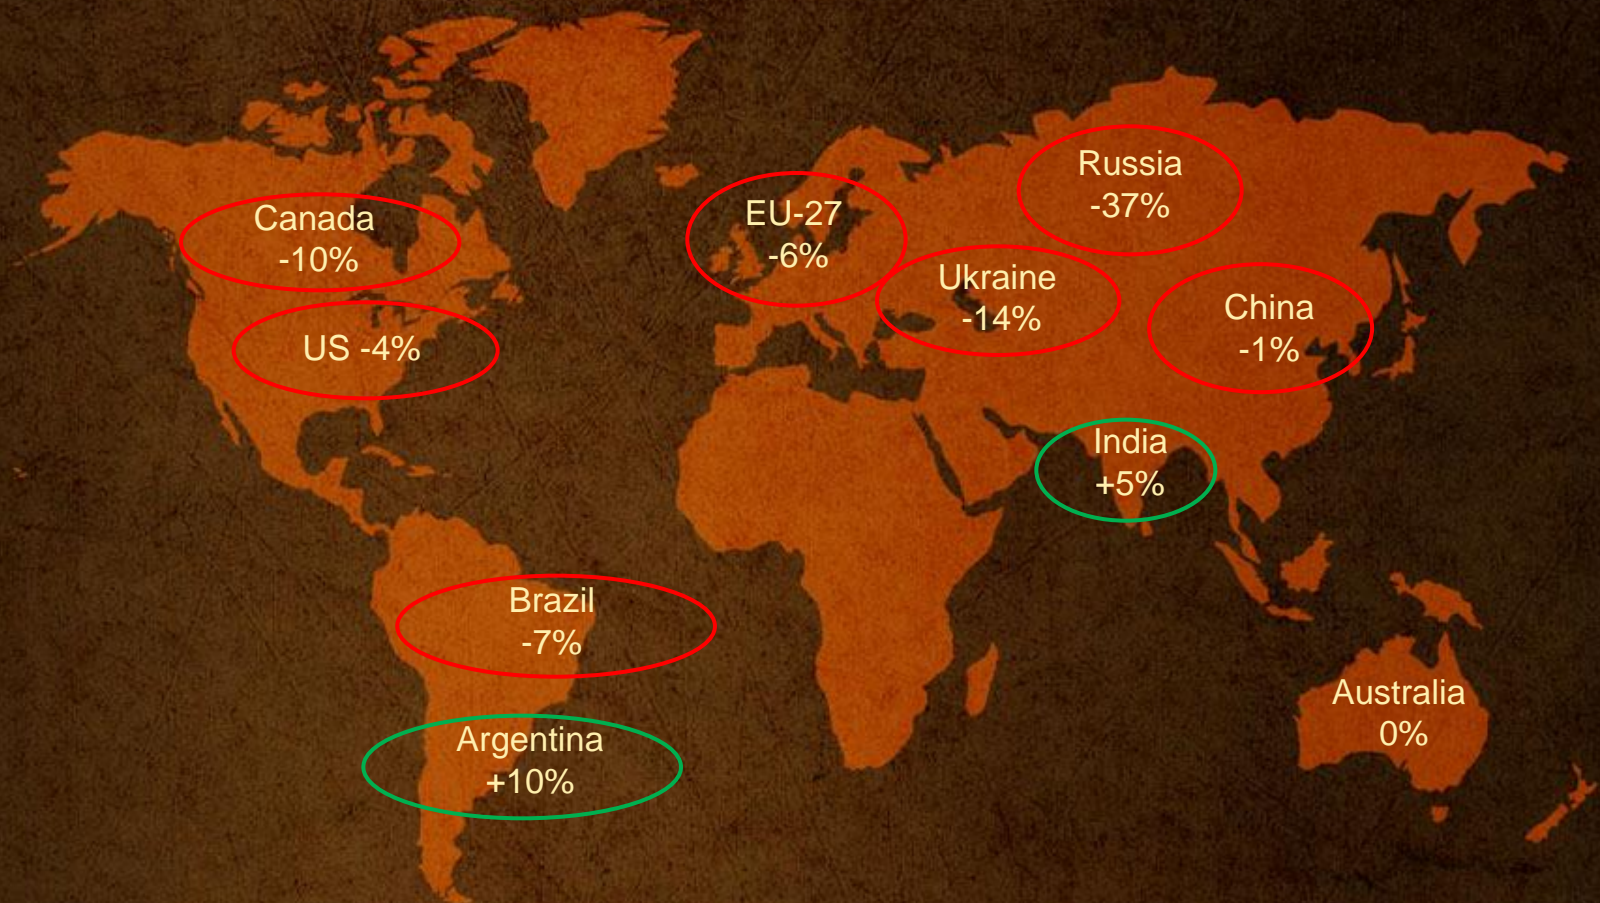 Canada
-10%
US -4%
EU-27
-6%
Russia
-37%
Ukraine
-14%
China
-1%
India
+5%
Brazil
-7%
Argentina
+10%
Australia
0%